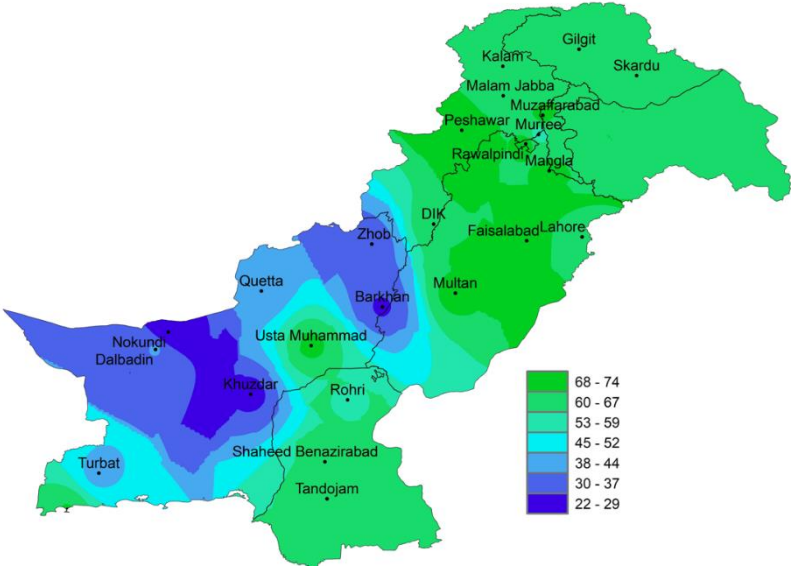 Gilgit
Kalam
Skardu
Malam Jabba
Muzaffarabad
Peshawar
Murree
Rawalpindi
Mangla
DIK
Zhob
Faisalabad
Lahore
Quetta
Multan
Barkhan
Usta Muhammad
Nokundi
Dalbadin
Khuzdar
Rohri
Shaheed Benazirabad
Turbat
Tandojam
68 - 74
60 - 67
53 - 59
45 - 52
38 - 44
30 - 37
22 - 29